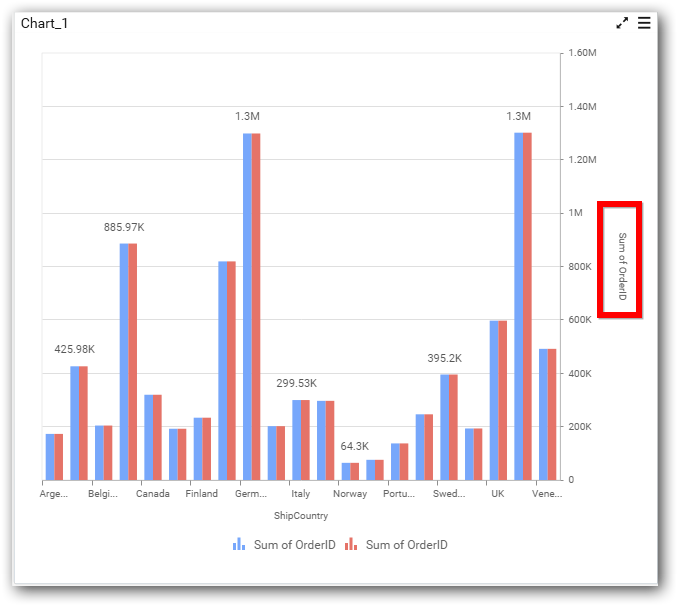 Chart_1
1.60M
1.40M
1.3M
1.3M
1.20M
1M
885.97K
Sum of OrderID
800K
600K
425.98K
395.2K
400K
299.53K
200K
64.3K
0
Arge... Belgi... Canada Finland Germ... Italy Norway Portu... Swed... UK Vene...
ShipCountry
Sum of OrderID Sum of OrderID